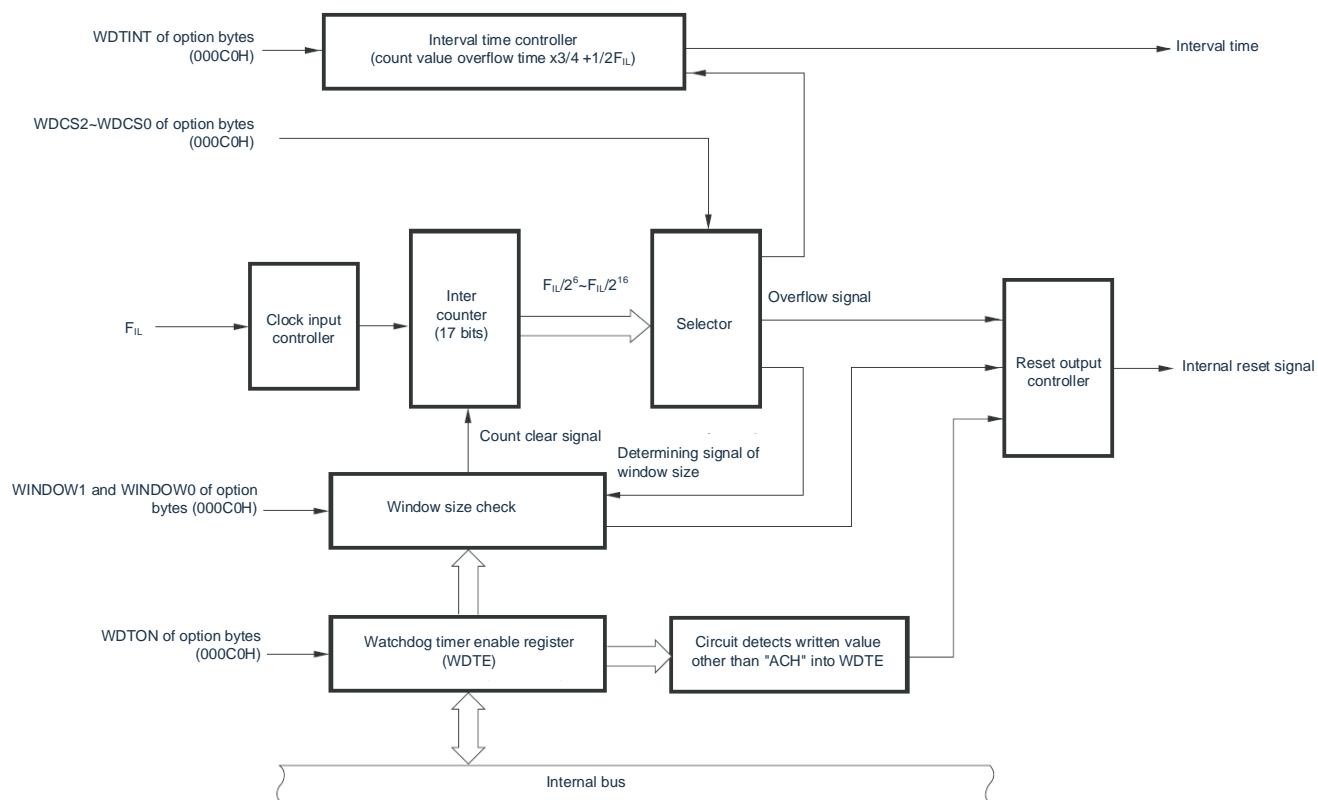 WDTINT of option bytes
(000C0H)
Interval time controller
(count value overflow time x3/4 +1/2FIL)
Interval time
WDCS2~WDCS0 of option bytes
(000C0H)
FIL
Clock input
controller
Inter
counter
(17 bits)
FIL/2^6~FIL/2^16
Selector
Overflow signal
Reset output
controller
Internal reset signal
Count clear signal
Determining signal of
window size
WINDOW1 and WINDOW0 of option
bytes (000C0H)
Window size check
WDTON of option bytes
(000C0H)
Watchdog timer enable register
(WDTE)
Circuit detects written value
other than "ACH" into WDTE
Internal bus